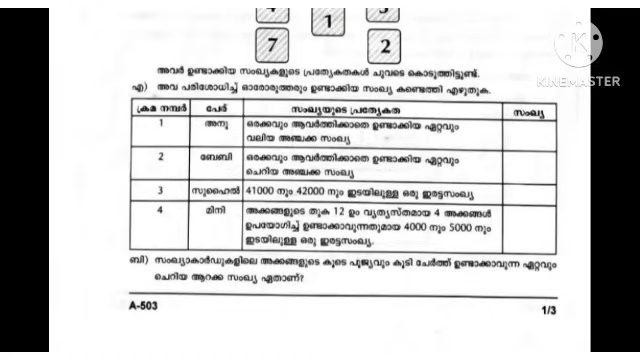 1
7
2
അവർ ഉണ്ടാക്കിയ സംഖ്യകളുടെ പ്രത്യേകതകൾ ചുവടെ കൊടുത്തിട്ടുണ്ട്.
എ) അവ പരിശോധിച്ച് ഓരോരുത്തരും ഉണ്ടാക്കിയ സംഖ്യ കണ്ടെത്തി എഴുതുക.
ക്രമ നമ്പർ പേര് സംഖ്യയുടെ പ്രത്യേകത സംഖ്യ
1 അനു ഒരക്കവും ആവർത്തിക്കാതെ ഉണ്ടാക്കിയ ഏറ്റവും
വലിയ അഞ്ചക്ക സംഖ്യ
2 ബേബി ഒരക്കവും ആവർത്തിക്കാതെ ഉണ്ടാക്കിയ ഏറ്റവും
ചെറിയ അഞ്ചക്ക സംഖ്യ
3 സുഹൈൽ 41000 നും 42000 നും ഇടയിലുള്ള ഒരു ഇരട്ടസംഖ്യ
4 മിനി അക്കങ്ങളുടെ തുക 12 ഉം വ്യത്യസ്തമായ 4 അക്കങ്ങൾ
ഉപയോഗിച്ച് ഉണ്ടാക്കാവുന്നതുമായ 4000 നും 5000 നും
ഇടയിലുള്ള ഒരു ഇരട്ടസംഖ്യ.
ബി) സംഖ്യാകാർഡുകളിലെ അക്കങ്ങളുടെ കൂടെ പൂജ്യവും കൂടി ചേർത്ത് ഉണ്ടാക്കാവുന്ന ഏറ്റവും
ചെറിയ ആറക്ക സംഖ്യ ഏതാണ്?
A-503 1/3
KINEMASTER